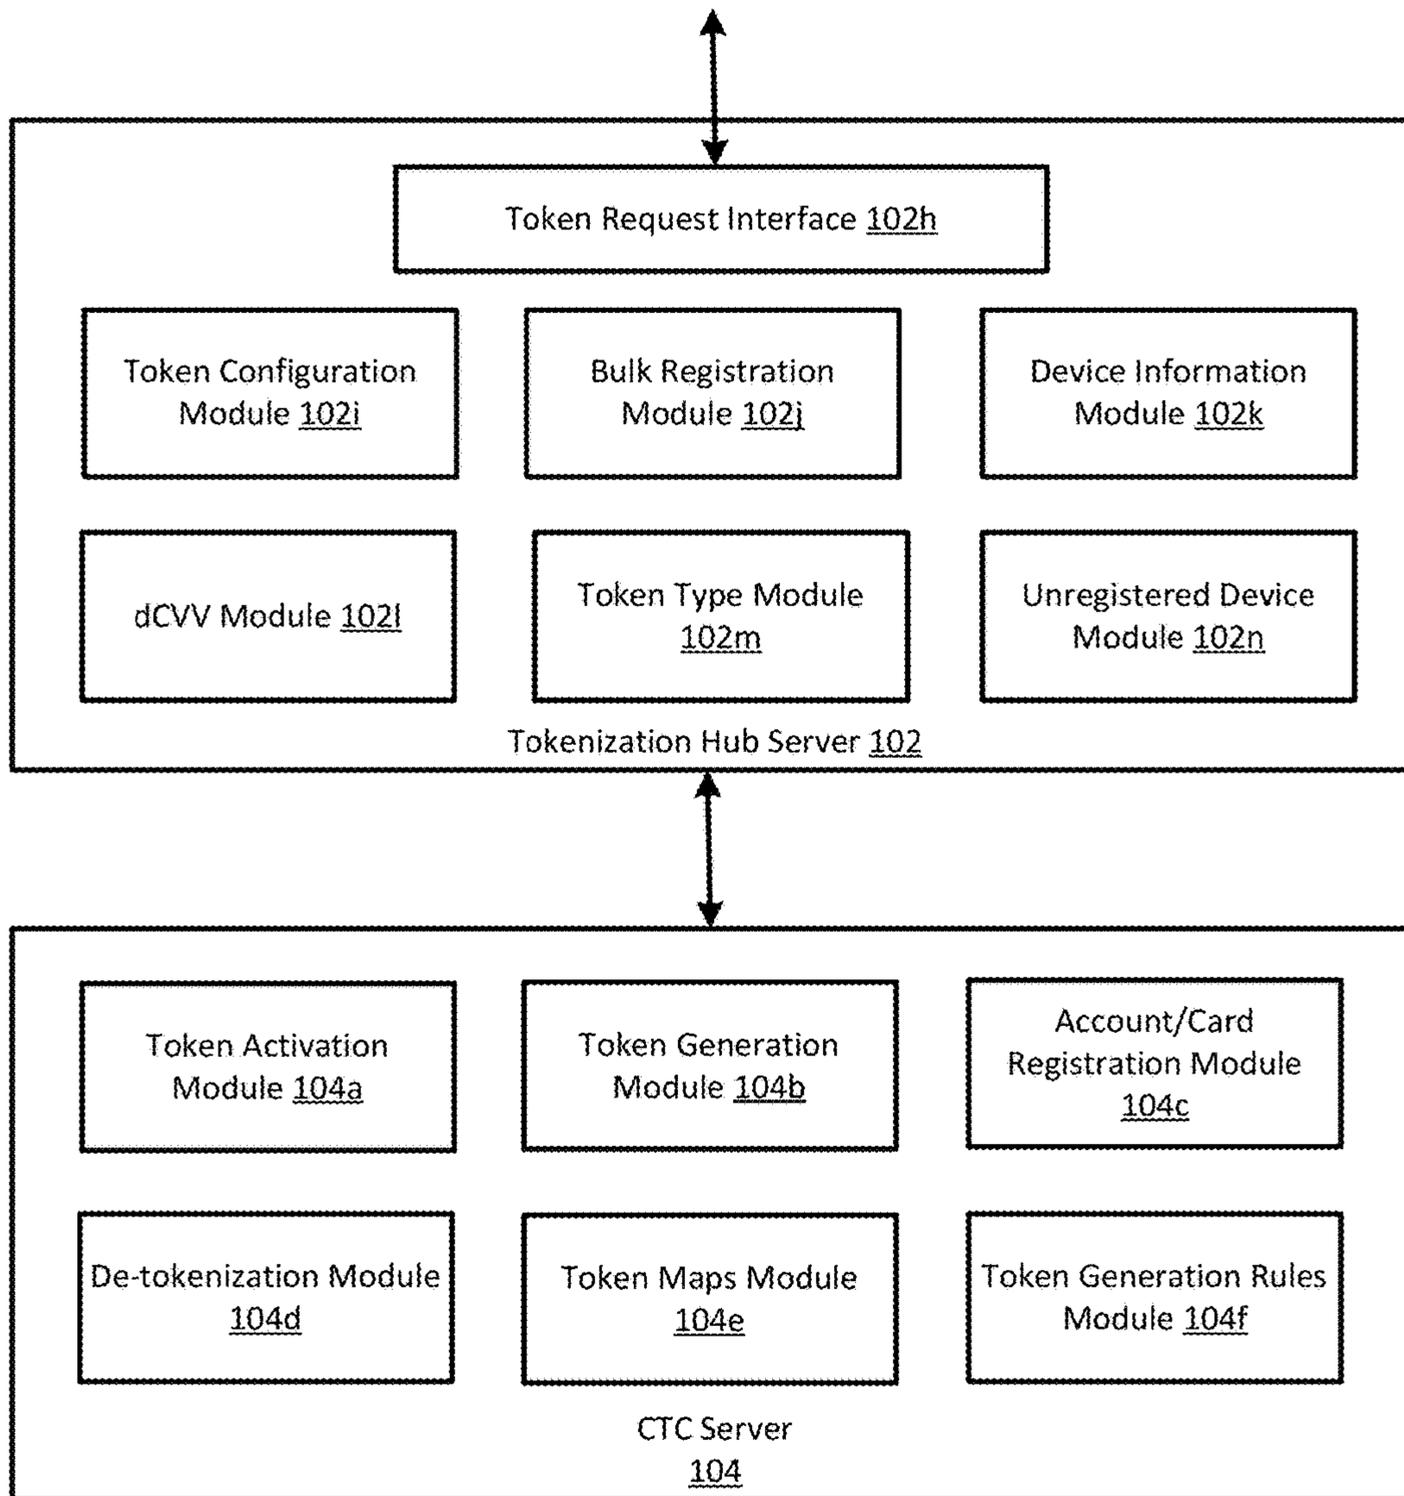 Token Request Interface 102h
Token Configuration
Module 102i
Bulk Registration
Module 102j
Device Information
Module 102k
dCVV Module 102l
Token Type Module
102m
Unregistered Device
Module 102n
Tokenization Hub Server 102
Token Activation
Module 104a
Token Generation
Module 104b
Account/Card
Registration Module
104c
De-tokenization Module
104d
Token Maps Module
104e
Token Generation Rules
Module 104f
CTC Server
104